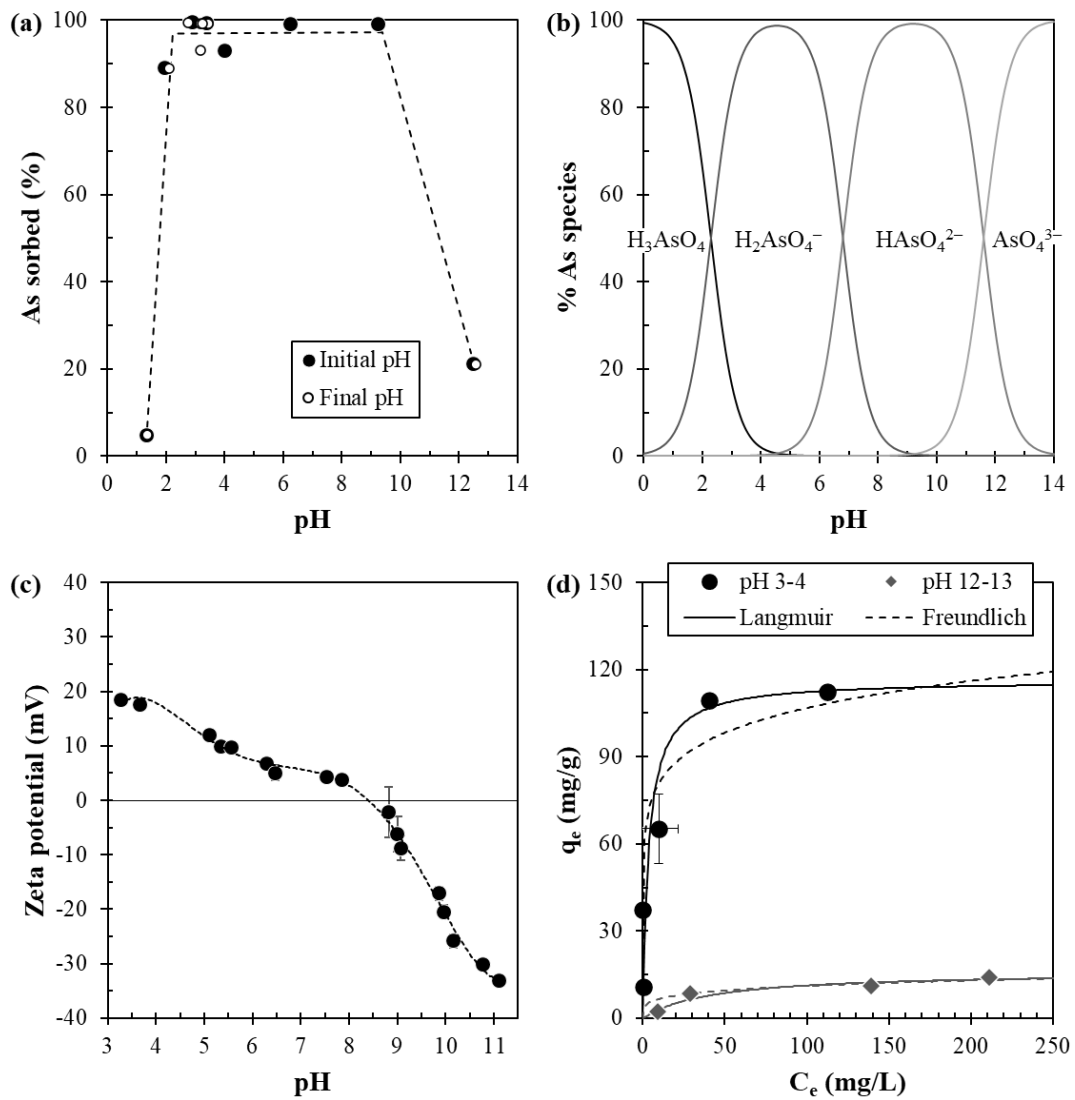 (a)
As sorbed (%)
100
80
60
40
20
0
Initial pH
Final pH
0 2 4 6 8 10 12 14
pH
(b)
% As species
100
80
60
40
20
0
H₃AsO₄ H₂AsO₄⁻ HAsO₄²⁻ AsO₄³⁻
0 2 4 6 8 10 12 14
pH
(c)
Zeta potential (mV)
40
30
20
10
0
-10
-20
-30
-40
3 4 5 6 7 8 9 10 11
pH
(d)
pH 3-4 pH 12-13
Langmuir Freundlich
qₑ (mg/g)
150
120
90
60
30
0
0 50 100 150 200 250
Cₑ (mg/L)